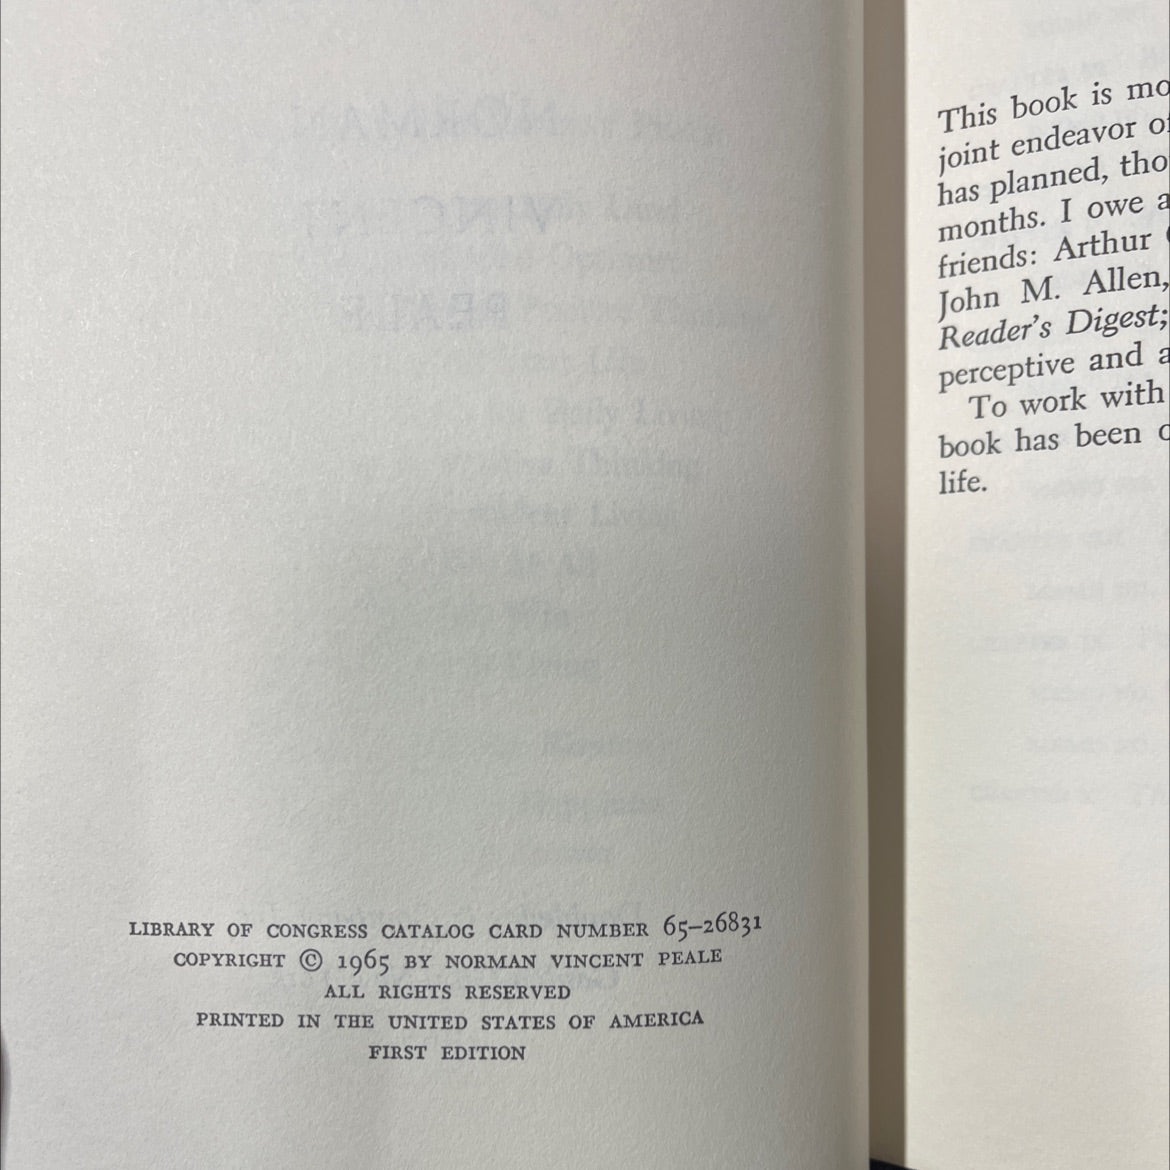 LIBRARY OF CONGRESS CATALOG CARD NUMBER 65–26831
COPYRIGHT © 1965 BY NORMAN VINCENT PEALE
ALL RIGHTS RESERVED
PRINTED IN THE UNITED STATES OF AMERICA
FIRST EDITION
This book is
joint endeavor
has planned,
months. I owe
friends: Arthur
John M. Allen,
Reader's Digest;
perceptive and
To work with
book has been
life.